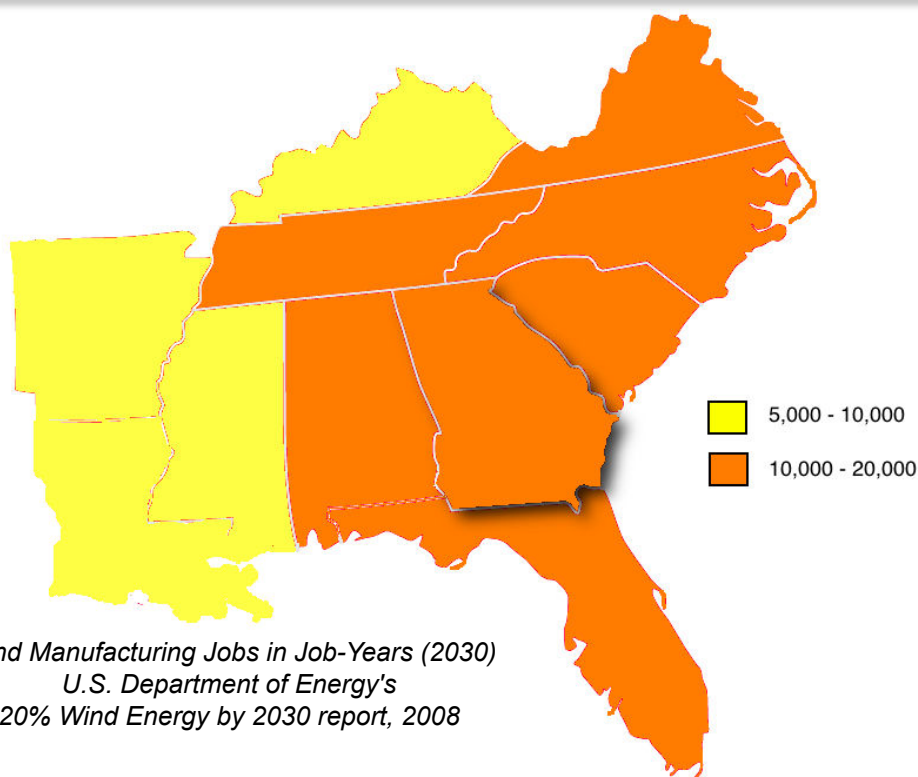 5,000 - 10,000
10,000 - 20,000
nd Manufacturing Jobs in Job-Years (2030)
U.S. Department of Energy's
20% Wind Energy by 2030 report, 2008